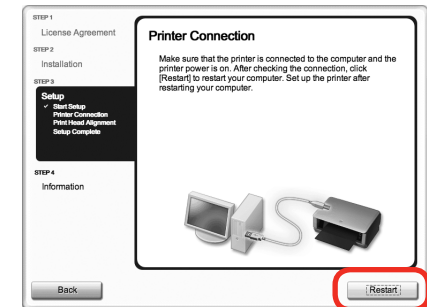 STEP 1
License Agreement
STEP 2
Installation
STEP 3
Setup
✓ Start Setup
Printer Connection
Print Head Alignment
Setup Complete
STEP 4
Information
Printer Connection
Make sure that the printer is connected to the computer and the
printer power is on. After checking the connection, click
[Restart] to restart your computer. Set up the printer after
restarting your computer.
Back
Restart